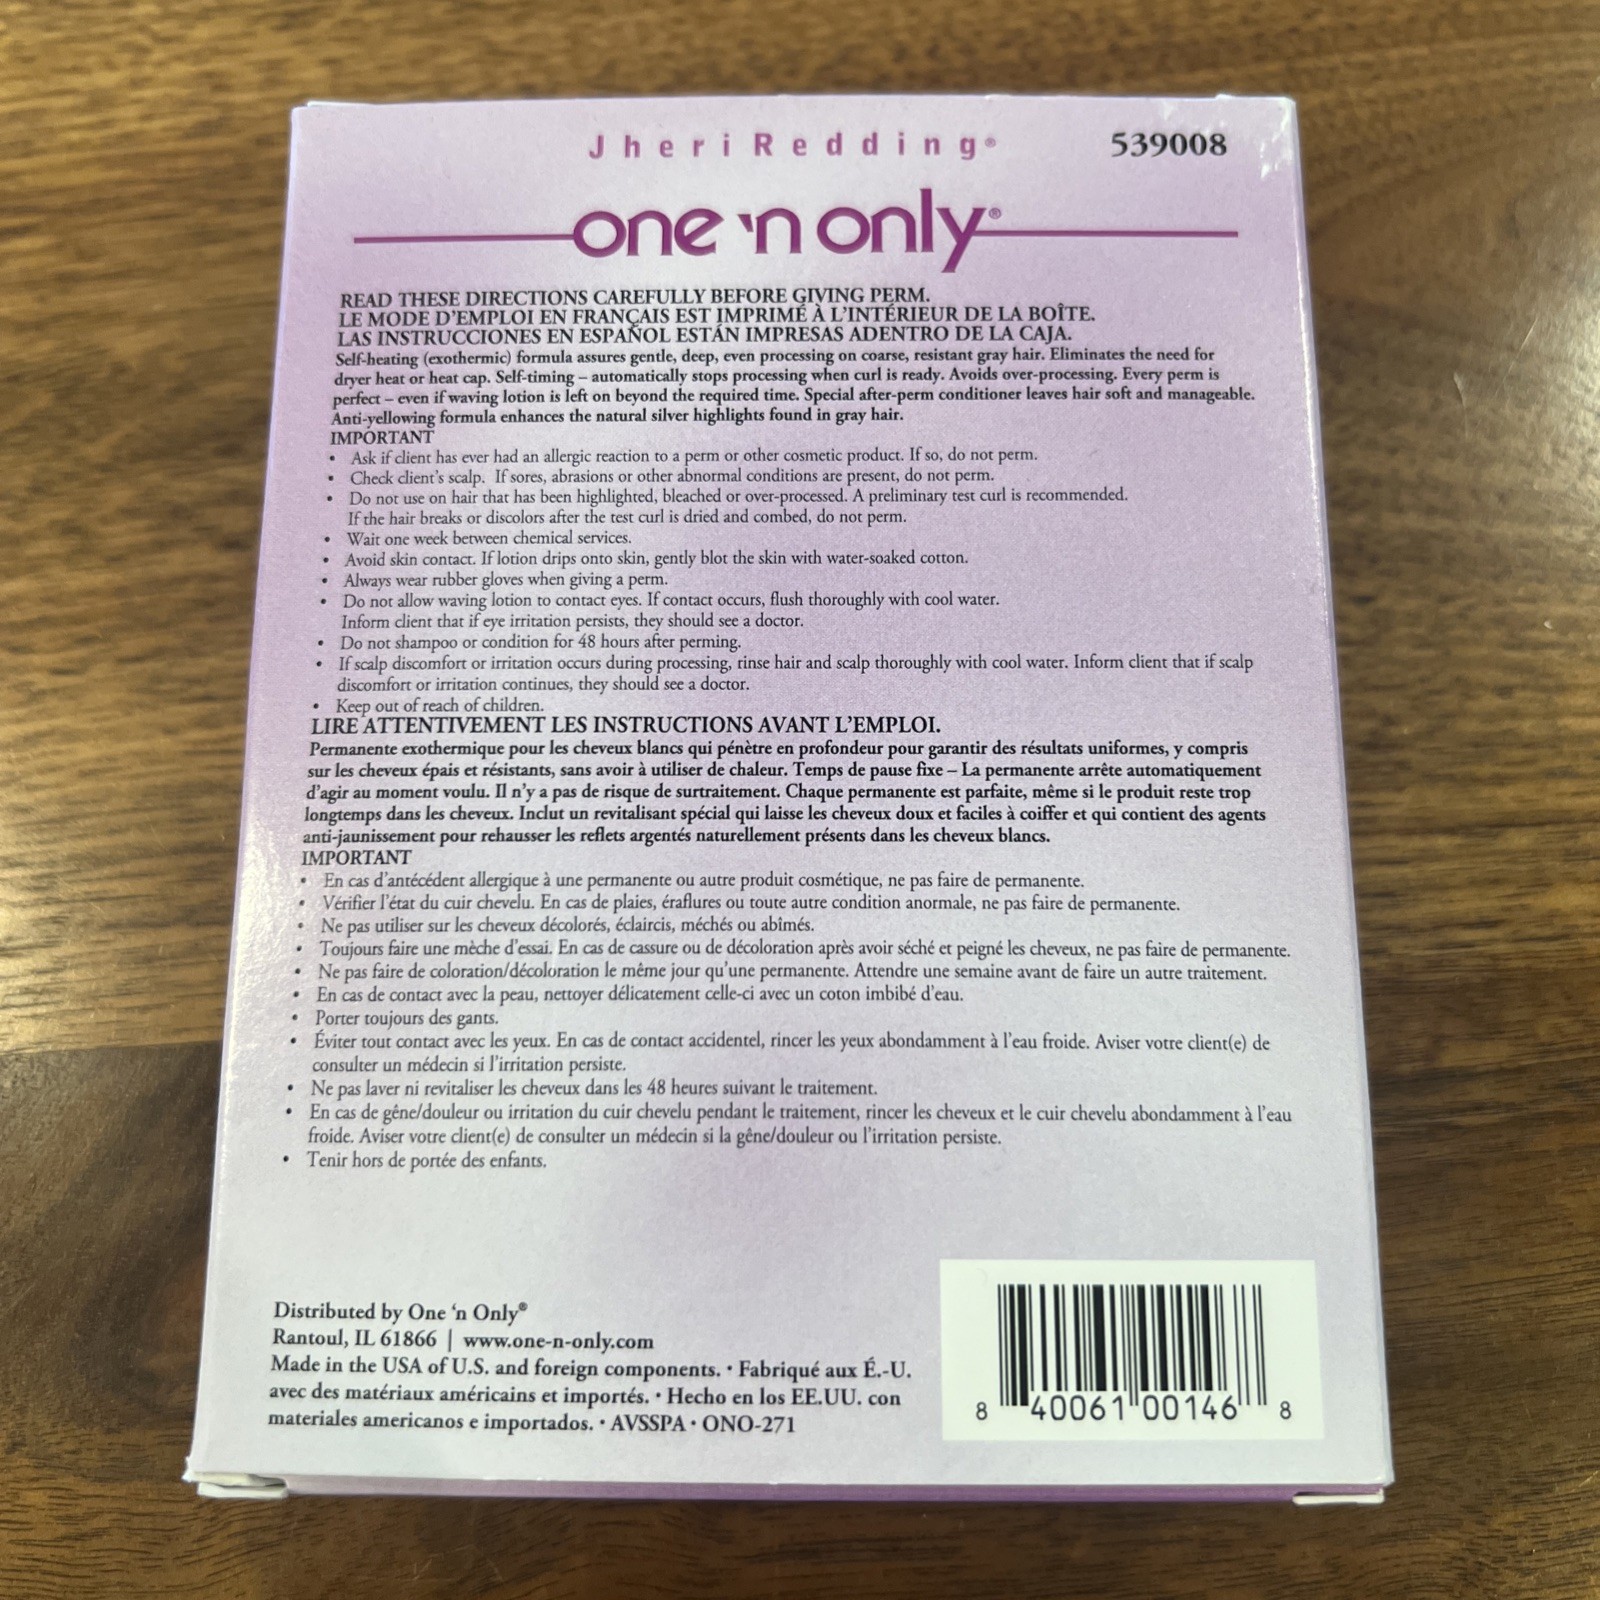 JheriRedding®
539008
one 'n only®
READ THESE DIRECTIONS CAREFULLY BEFORE GIVING PERM.
LE MODE D'EMPLOI EN FRANÇAIS EST IMPRIMÉ À L'INTÉRIEUR DE LA BOÎTE.
LAS INSTRUCCIONES EN ESPAÑOL ESTÁN IMPRESAS ADENTRO DE LA CAJA.
Self-heating (exothermic) formula assures gentle, deep, even processing on coarse, resistant gray hair. Eliminates the need for
dryer heat or heat cap. Self-timing – automatically stops processing when curl is ready. Avoids over-processing. Every perm is
perfect – even if waving lotion is left on beyond the required time. Special after-perm conditioner leaves hair soft and manageable.
Anti-yellowing formula enhances the natural silver highlights found in gray hair.
IMPORTANT
• Ask if client has ever had an allergic reaction to a perm or other cosmetic product. If so, do not perm.
• Check client's scalp. If sores, abrasions or other abnormal conditions are present, do not perm.
• Do not use on hair that has been highlighted, bleached or over-processed. A preliminary test curl is recommended.
If the hair breaks or discolors after the test curl is dried and combed, do not perm.
• Wait one week between chemical services.
• Avoid skin contact. If lotion drips onto skin, gently blot the skin with water-soaked cotton.
• Always wear rubber gloves when giving a perm.
• Do not allow waving lotion to contact eyes. If contact occurs, flush thoroughly with cool water.
Inform client that if eye irritation persists, they should see a doctor.
• Do not shampoo or condition for 48 hours after perming.
• If scalp discomfort or irritation occurs during processing, rinse hair and scalp thoroughly with cool water. Inform client that if scalp
discomfort or irritation continues, they should see a doctor.
• Keep out of reach of children.
LIRE ATTENTIVEMENT LES INSTRUCTIONS AVANT L'EMPLOI.
Permanente exothermique pour les cheveux blancs qui pénètre en profondeur pour garantir des résultats uniformes, y compris
sur les cheveux épais et résistants, sans avoir à utiliser de chaleur. Temps de pause fixe – La permanente arrête automatiquement
d'agir au moment voulu. Il n'y a pas de risque de surtraitement. Chaque permanente est parfaite, même si le produit reste trop
longtemps dans les cheveux. Inclut un revitalisant spécial qui laisse les cheveux doux et faciles à coiffer et qui contient des agents
anti-jaunissement pour rehausser les reflets argentés naturellement présents dans les cheveux blancs.
IMPORTANT
• En cas d'antécédent allergique à une permanente ou autre produit cosmétique, ne pas faire de permanente.
• Vérifier l'état du cuir chevelu. En cas de plaies, éraflures ou toute autre condition anormale, ne pas faire de permanente.
• Ne pas utiliser sur les cheveux décolorés, éclaircis, méchés ou abîmés.
• Toujours faire une mèche d'essai. En cas de cassure ou de décoloration après avoir séché et peigné les cheveux, ne pas faire de permanente.
• Ne pas faire de coloration/décoloration le même jour qu'une permanente. Attendre une semaine avant de faire un autre traitement.
• En cas de contact avec la peau, nettoyer délicatement celle-ci avec un coton imbibé d'eau.
• Porter toujours des gants.
• Éviter tout contact avec les yeux. En cas de contact accidentel, rincer les yeux abondamment à l'eau froide. Aviser votre client(e) de
consulter un médecin si l'irritation persiste.
• Ne pas laver ni revitaliser les cheveux dans les 48 heures suivant le traitement.
• En cas de gêne/douleur ou irritation du cuir chevelu pendant le traitement, rincer les cheveux et le cuir chevelu abondamment à l'eau
froide. Aviser votre client(e) de consulter un médecin si la gêne/douleur ou l'irritation persiste.
• Tenir hors de portée des enfants.
Distributed by One 'n Only®
Rantoul, IL 61866 | www.one-n-only.com
Made in the USA of U.S. and foreign components. • Fabriqué aux É.-U.
avec des matériaux américains et importés. • Hecho en los EE.UU. con
materiales americanos e importados. • AVSSPA • ONO-271
8 40061 00146 8